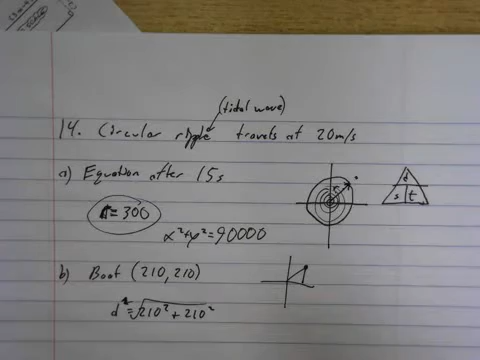 (tidal wave)
14. Circular ripple travels at 20m/s
a) Equation after 15s
r
d
s t
r=300
x²+y²=90000
b) Boat (210, 210)
d²=√210²+210²